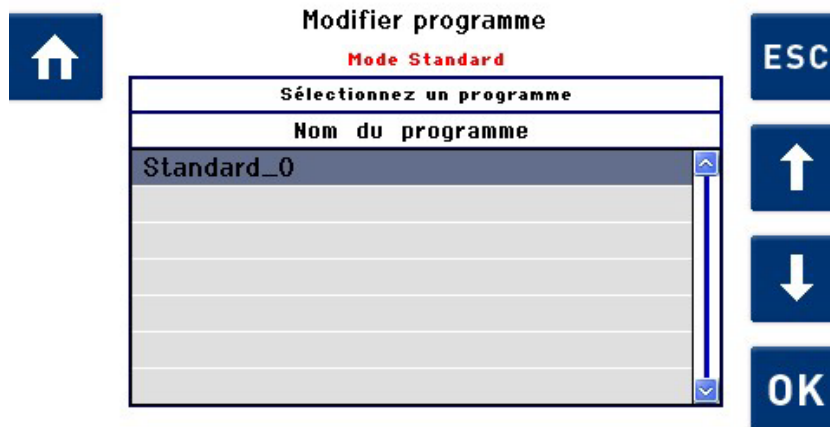 Modifier programme
Mode Standard
ESC
Sélectionnez un programme
Nom du programme
Standard_0
OK